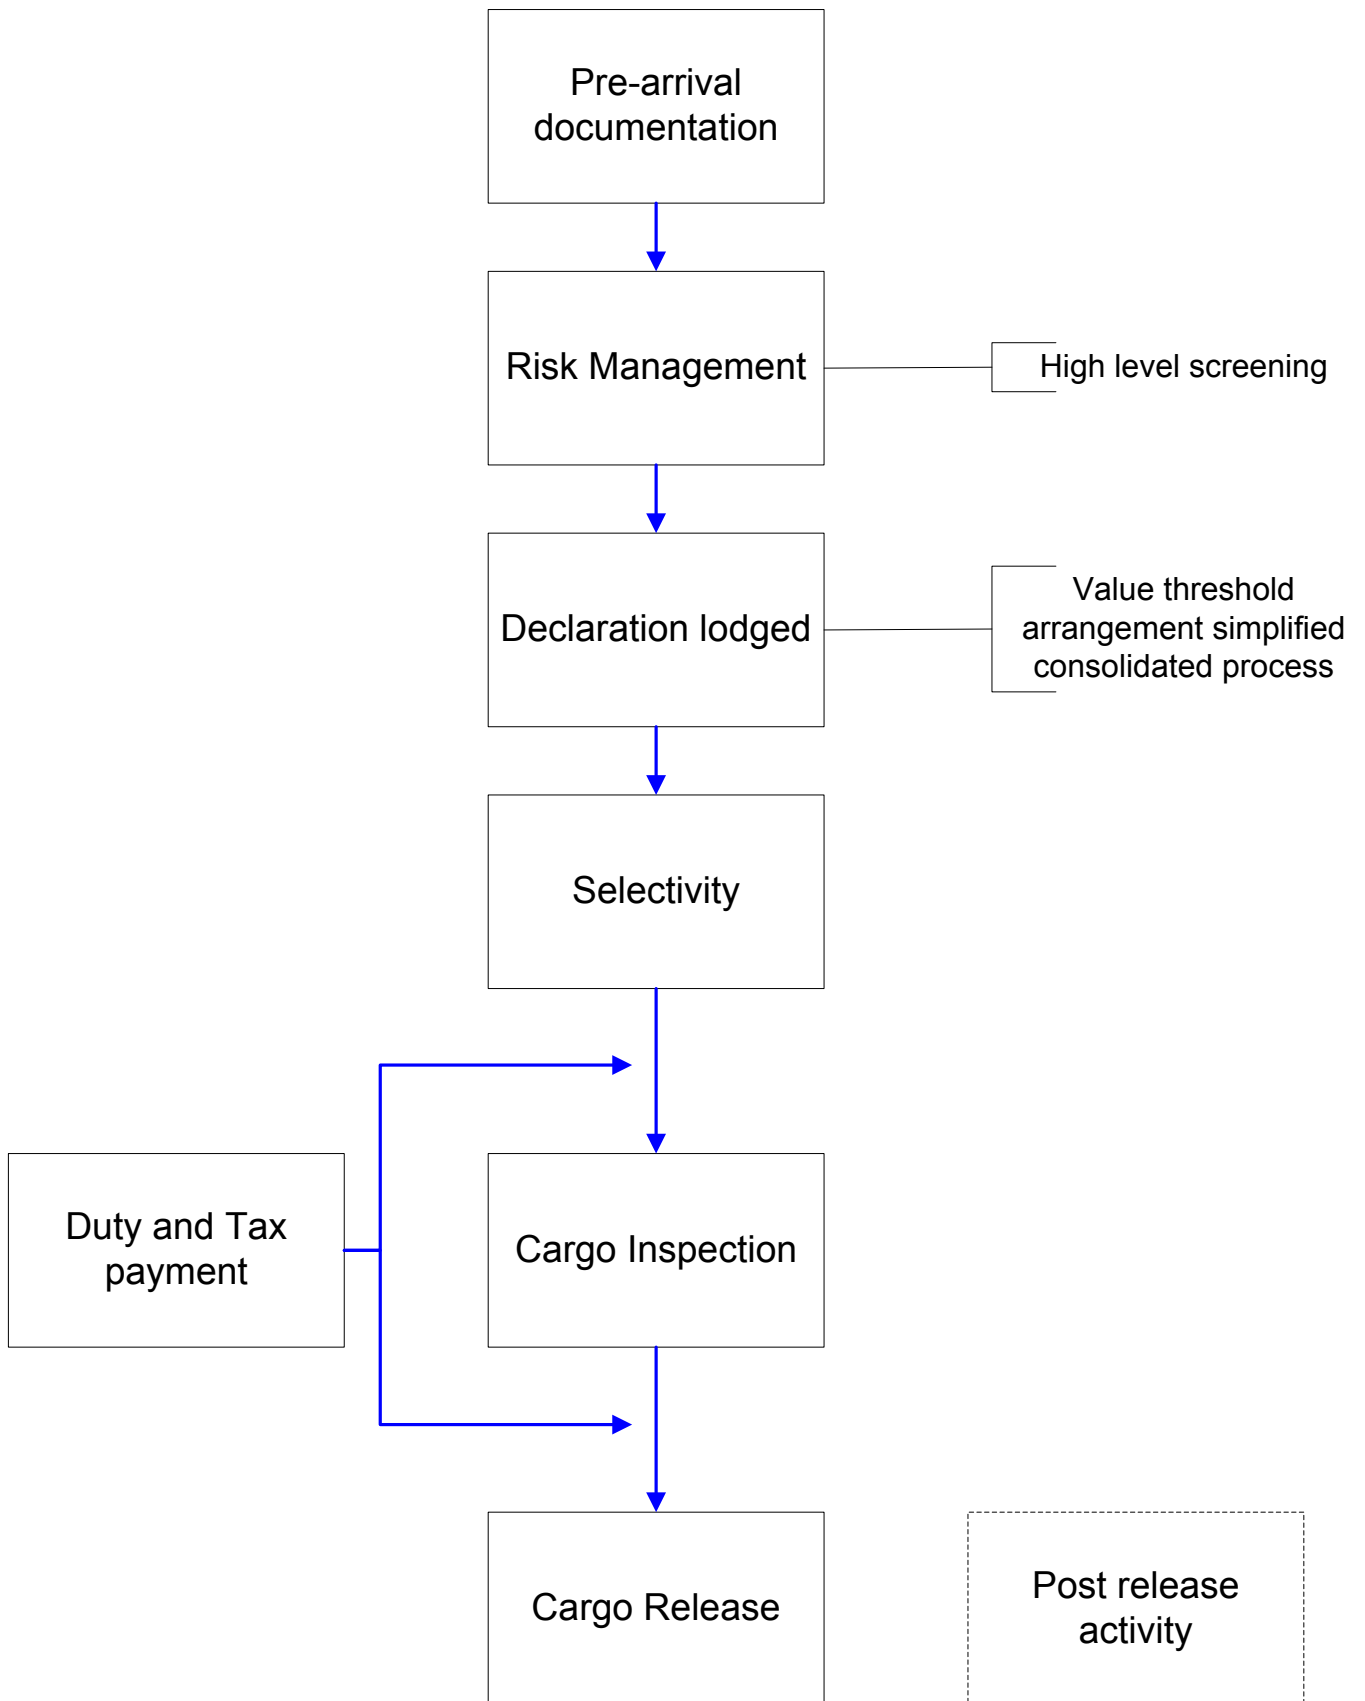 Pre-arrival
documentation
Risk Management
High level screening
Declaration lodged
Value threshold
arrangement simplified
consolidated process
Selectivity
Duty and Tax
payment
Cargo Inspection
Cargo Release
Post release
activity